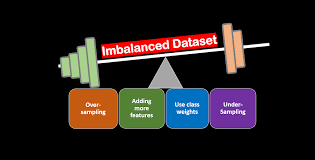 Imbalanced Dataset
Over-
sampling
Adding
more
features
Use class
weights
Under-
Sampling